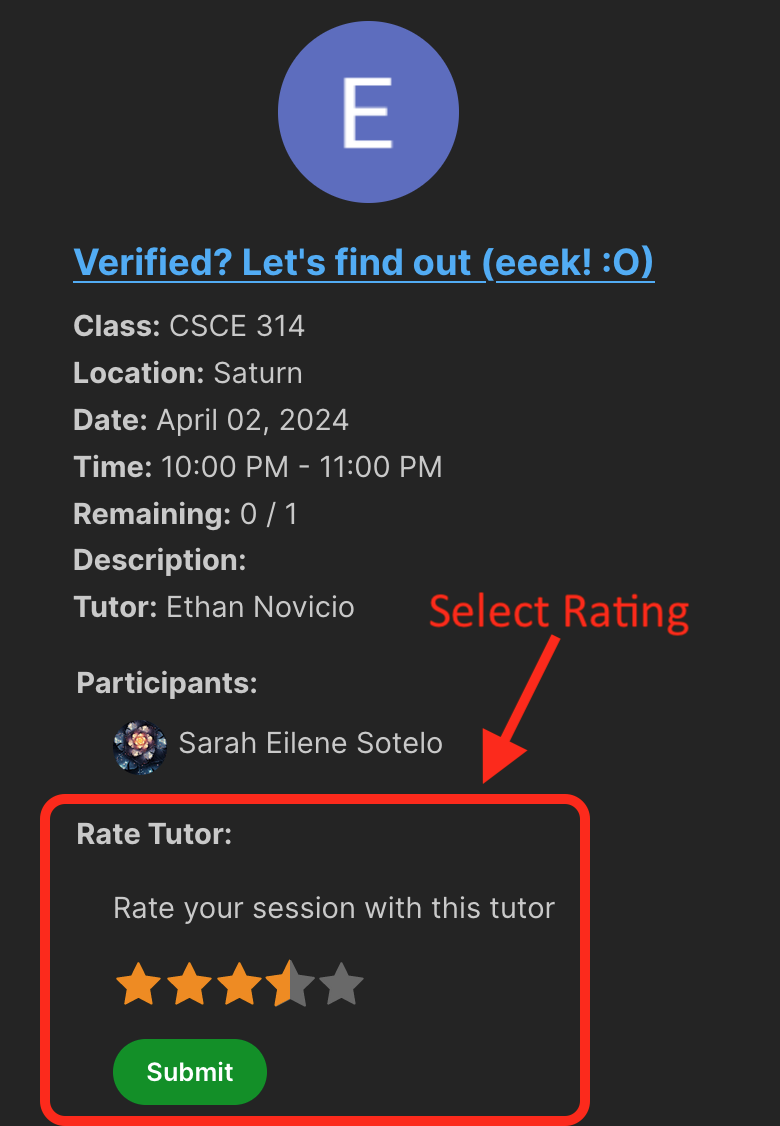 E
Verified? Let's find out (eeek! :O)
Class: CSCE 314
Location: Saturn
Date: April 02, 2024
Time: 10:00 PM - 11:00 PM
Remaining: 0 / 1
Description:
Tutor: Ethan Novicio
Select Rating
Participants:
Sarah Eilene Sotelo
Rate Tutor:
Rate your session with this tutor
Submit